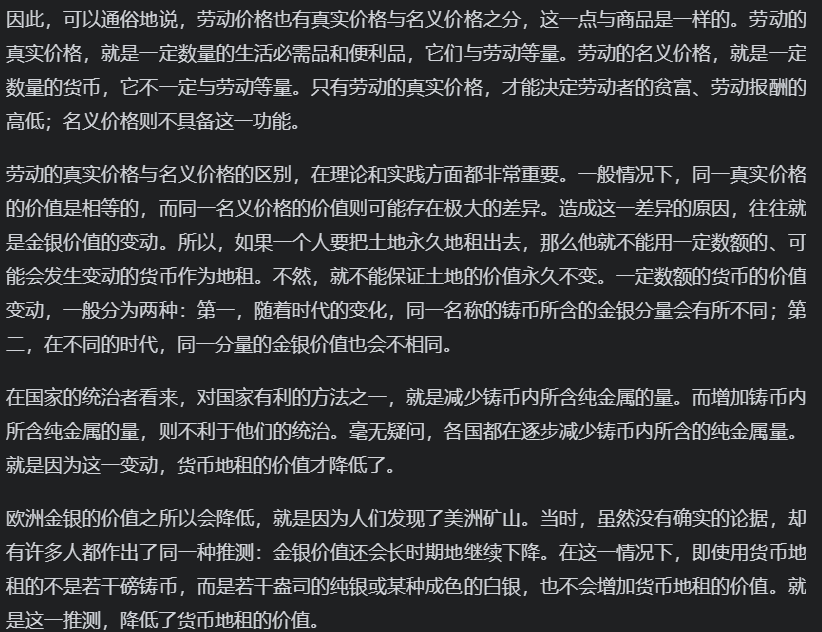 因此，可以通俗地说，劳动价格也有真实价格与名义价格之分，这一点与商品是一样的。劳动的
真实价格，就是一定数量的生活必需品和便利品，它们与劳动等量。劳动的名义价格，就是一定
数量的货币，它不一定与劳动等量。只有劳动的真实价格，才能决定劳动者的贫富、劳动报酬的
高低；名义价格则不具备这一功能。
劳动的真实价格与名义价格的区别，在理论和实践方面都非常重要。一般情况下，同一真实价格
的价值是相等的，而同一名义价格的价值则可能存在极大的差异。造成这一差异的原因，往往就
是金银价值的变动。所以，如果一个人要把土地永久地租出去，那么他就不能用一定数额的、可
能会发生变动的货币作为地租。不然，就不能保证土地的价值永久不变。一定数额的货币的价值
变动，一般分为两种：第一，随着时代的变化，同一名称的铸币所含的金银分量会有所不同；第
二，在不同的时代，同一分量的金银价值也会不相同。
在国家的统治者看来，对国家有利的方法之一，就是减少铸币内所含纯金属的量。而增加铸币内
所含纯金属的量，则不利于他们的统治。毫无疑问，各国都在逐步减少铸币内所含的纯金属量。
就是因为这一变动，货币地租的价值才降低了。
欧洲金银的价值之所以会降低，就是因为人们发现了美洲矿山。当时，虽然没有确实的论据，却
有许多人都作出了同一种推测：金银价值还会长时期地继续下降。在这一情况下，即使用货币地
租的不是若干磅铸币，而是若干盎司的纯银或某种成色的白银，也不会增加货币地租的价值。就
是这一推测，降低了货币地租的价值。